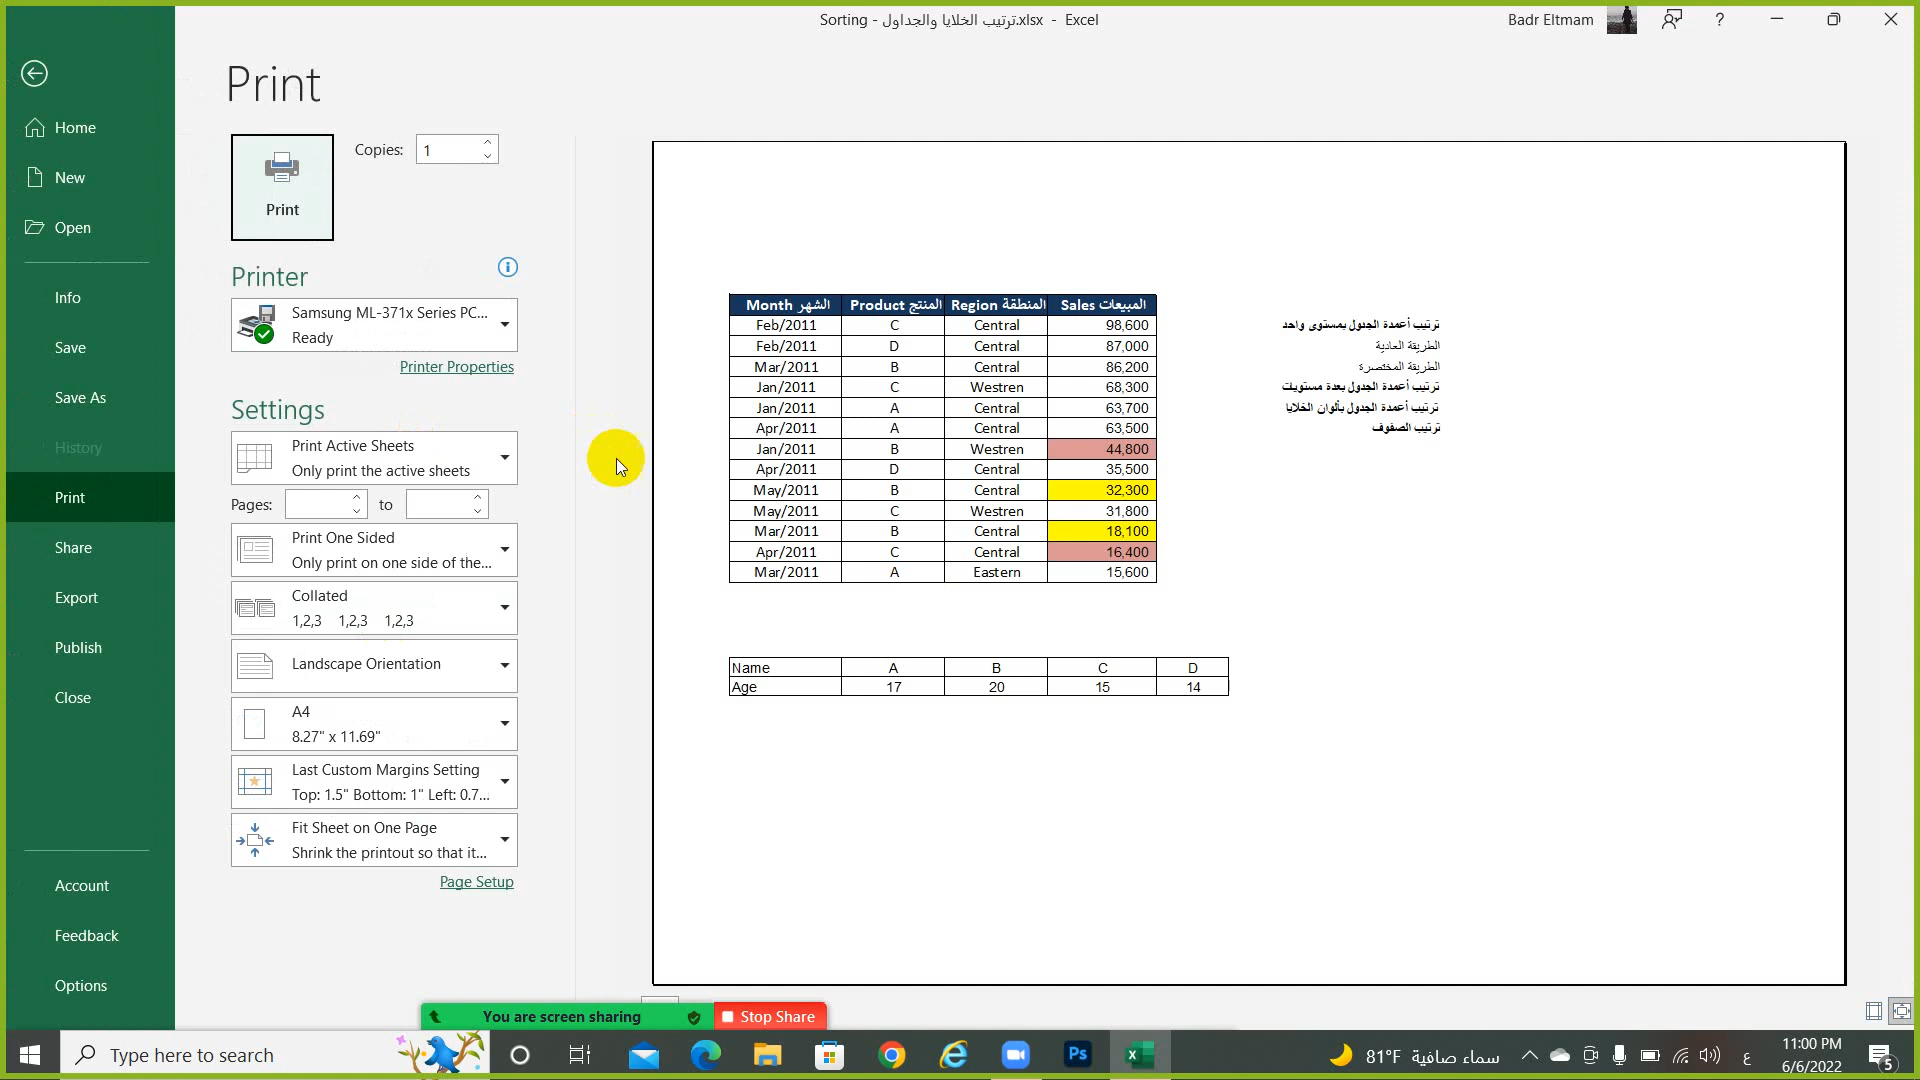 Sorting - ترتيب الخلايا والجداول.xlsx - Excel
Badr Eltmam
?
Print
Home
New
Open
Info
Save
Save As
History
Print
Share
Export
Publish
Close
Account
Feedback
Options
Print
Copies: 1
Printer
Samsung ML-371x Series PC...
Ready
Printer Properties
Settings
Print Active Sheets
Only print the active sheets
Pages: to
Print One Sided
Only print on one side of the...
Collated
1,2,3 1,2,3 1,2,3
Landscape Orientation
A4
8.27" x 11.69"
Last Custom Margins Setting
Top: 1.5" Bottom: 1" Left: 0.7...
Fit Sheet on One Page
Shrink the printout so that it...
Page Setup
Month الشهر Product المنتج Region المنطقة Sales المبيعات
Feb/2011 C Central 98,600
Feb/2011 D Central 87,000
Mar/2011 B Central 86,200
Jan/2011 C Westren 68,300
Jan/2011 A Central 63,700
Apr/2011 A Central 63,500
Jan/2011 B Westren 44,800
Apr/2011 D Central 35,500
May/2011 B Central 32,300
May/2011 C Westren 31,800
Mar/2011 B Central 18,100
Apr/2011 C Central 16,400
Mar/2011 A Eastern 15,600
ترتيب أعمدة الجدول بمستوى واحد
الطريقة العادية
الطريقة المختصرة
ترتيب أعمدة الجدول بعدة مستويت
ترتيب أعمدة الجدول بألوان الخلايا
ترتيب الصفوف
Name A B C D
Age 17 20 15 14
You are screen sharing
Stop Share
Type here to search
Ps
81°F سماء صافية
ع
11:00 PM
6/6/2022
5